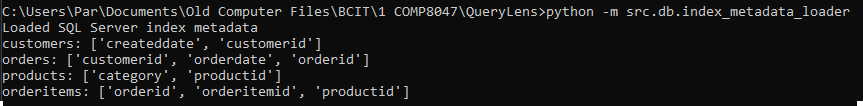 C:\Users\Par\Documents\Old Computer Files\BCIT\1 COMP8047\QueryLens>python -m src.db.index_metadata_loader
Loaded SQL Server index metadata
customers: ['createddate', 'customerid']
orders: ['customerid', 'orderdate', 'orderid']
products: ['category', 'productid']
orderitems: ['orderid', 'orderitemid', 'productid']